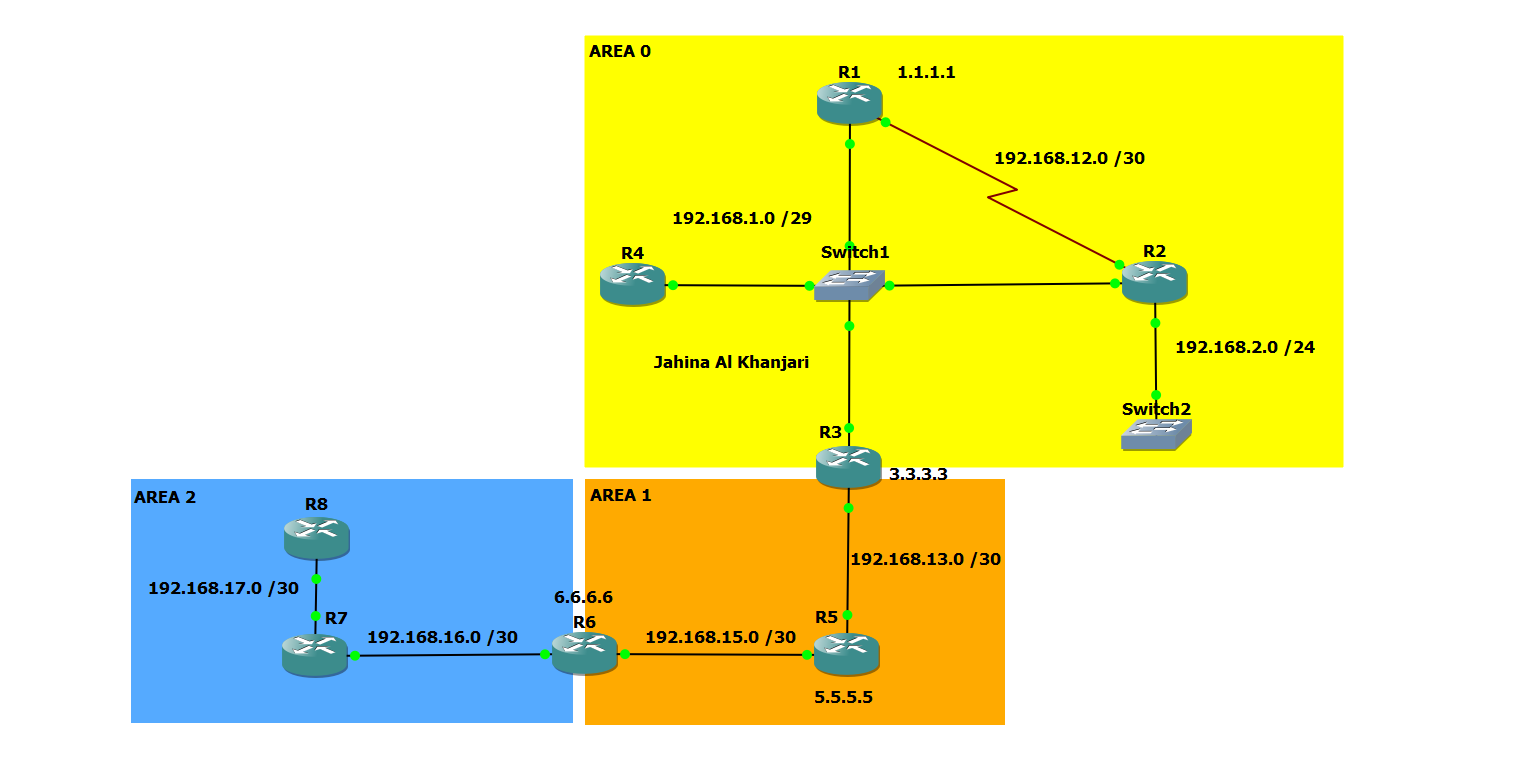 AREA 0
R1
1.1.1.1
192.168.12.0 /30
192.168.1.0 /29
R4
Switch1
R2
192.168.2.0 /24
Jahina Al Khanjari
Switch2
R3
3.3.3.3
AREA 2
AREA 1
R8
192.168.13.0 /30
192.168.17.0 /30
6.6.6.6
R7
R6
R5
192.168.16.0 /30
192.168.15.0 /30
5.5.5.5